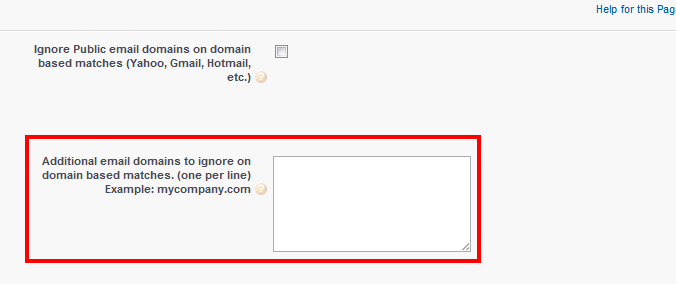 Help for this Pag
Ignore Public email domains on domain
based matches (Yahoo, Gmail, Hotmail,
etc.) ?
Additional email domains to ignore on
domain based matches. (one per line)
Example: mycompany.com ?